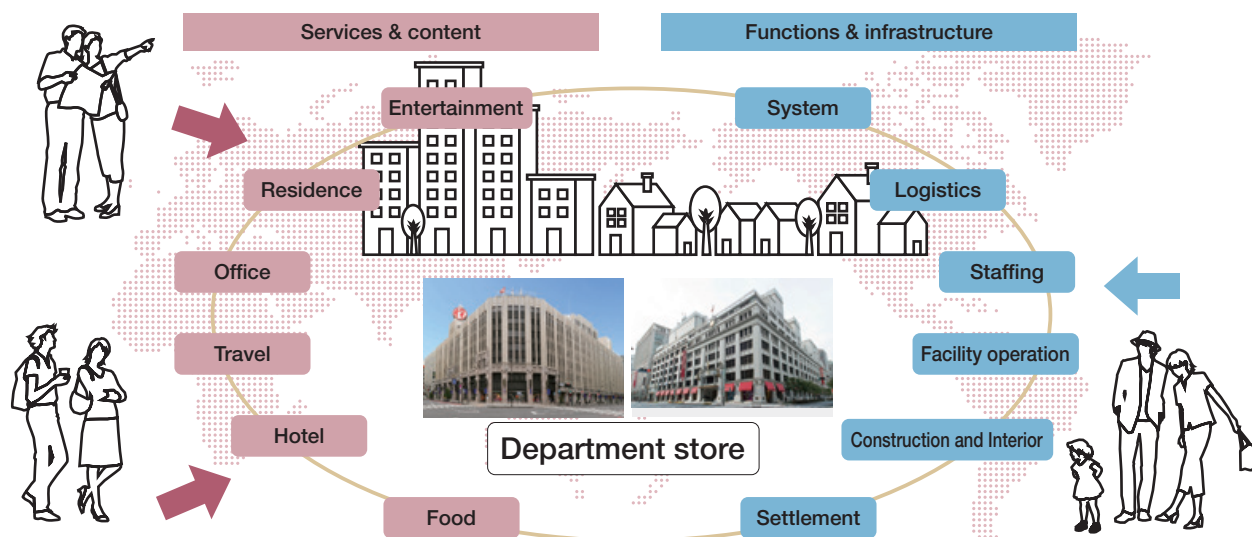 Services & content
Functions & infrastructure
Entertainment
System
Residence
Logistics
Office
Staffing
Travel
Facility operation
Hotel
Construction and Interior
Department store
Food
Settlement